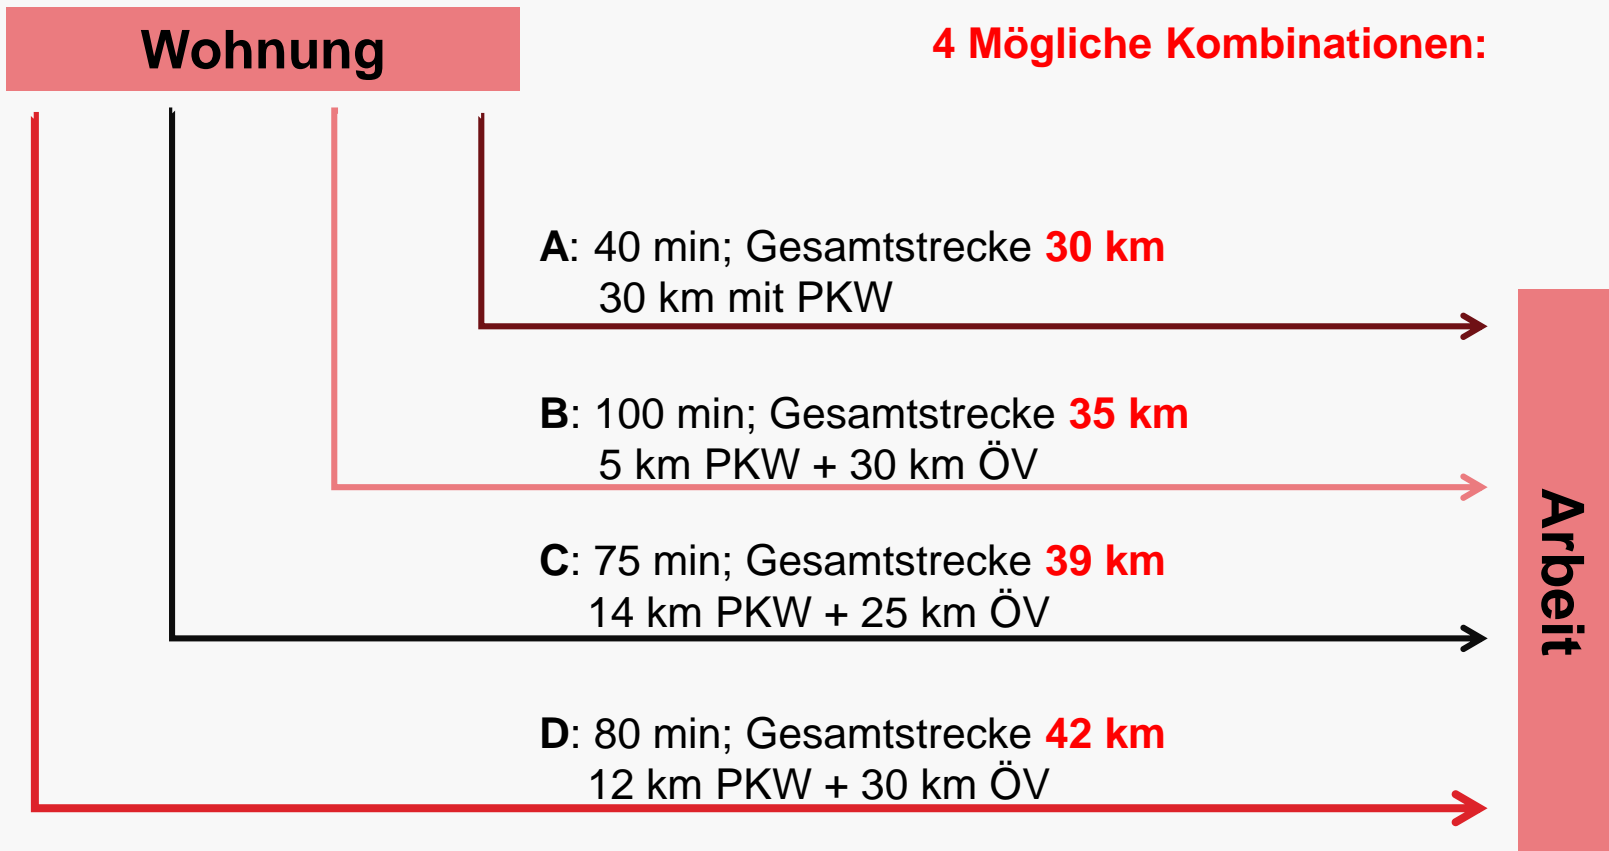 Wohnung
4 Mögliche Kombinationen:
A: 40 min; Gesamtstrecke 30 km
30 km mit PKW
B: 100 min; Gesamtstrecke 35 km
5 km PKW + 30 km ÖV
C: 75 min; Gesamtstrecke 39 km
14 km PKW + 25 km ÖV
D: 80 min; Gesamtstrecke 42 km
12 km PKW + 30 km ÖV
Arbeit